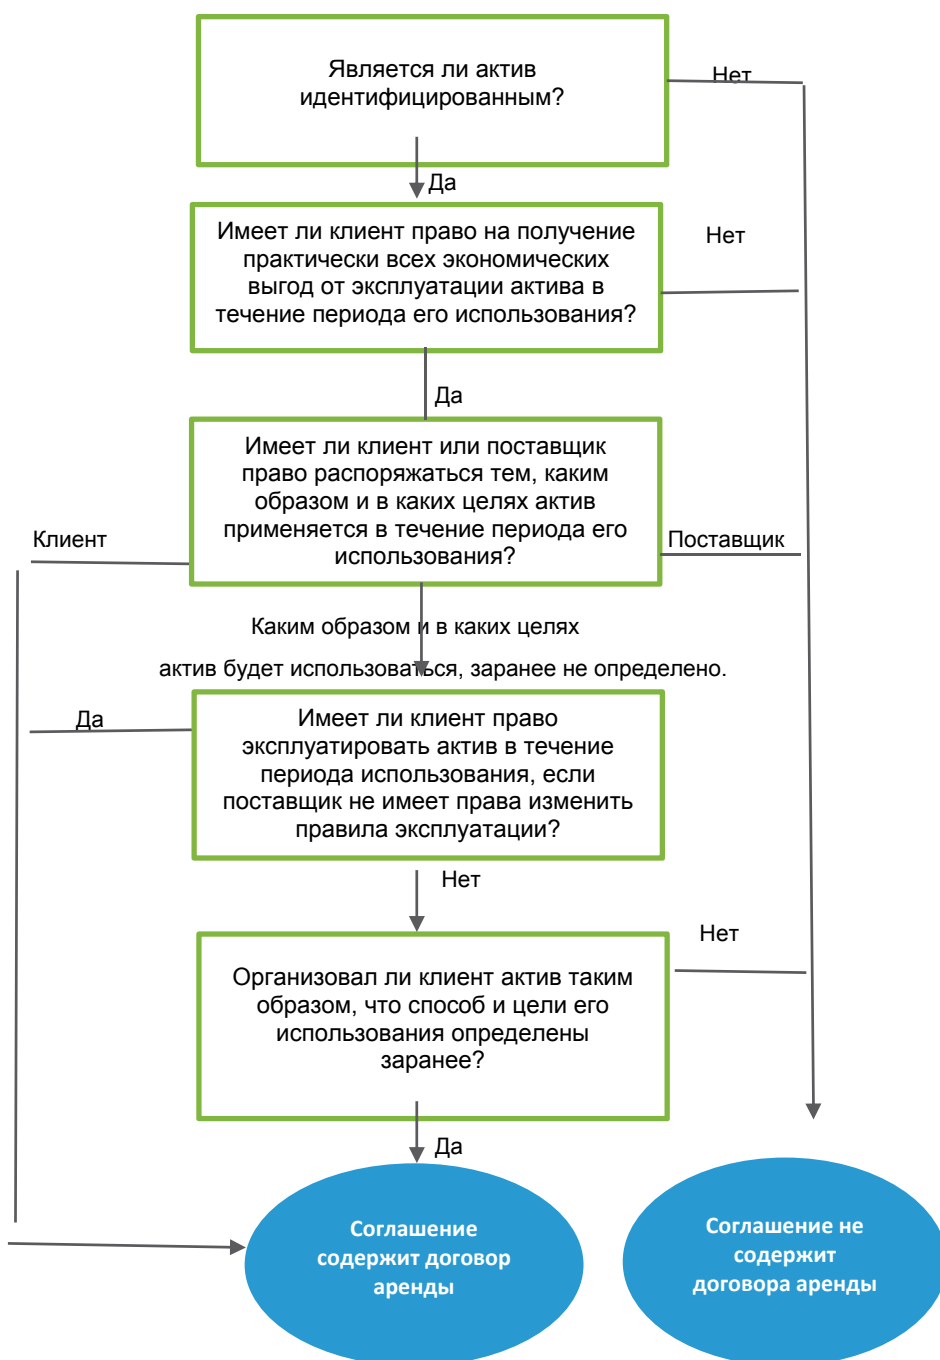 Является ли актив
идентифицированным?
Нет
Да
Имеет ли клиент право на получение
практически всех экономических
выгод от эксплуатации актива в
течение периода его использования?
Нет
Да
Имеет ли клиент или поставщик
право распоряжаться тем, каким
образом и в каких целях актив
применяется в течение периода его
использования?
Клиент
Поставщик
Каким образом и в каких целях
актив будет использоваться, заранее не определено.
Да
Имеет ли клиент право
эксплуатировать актив в течение
периода использования, если
поставщик не имеет права изменить
правила эксплуатации?
Нет
Организовал ли клиент актив таким
образом, что способ и цели его
использования определены
заранее?
Нет
Да
Соглашение
содержит договор
аренды
Соглашение не
содержит
договора аренды